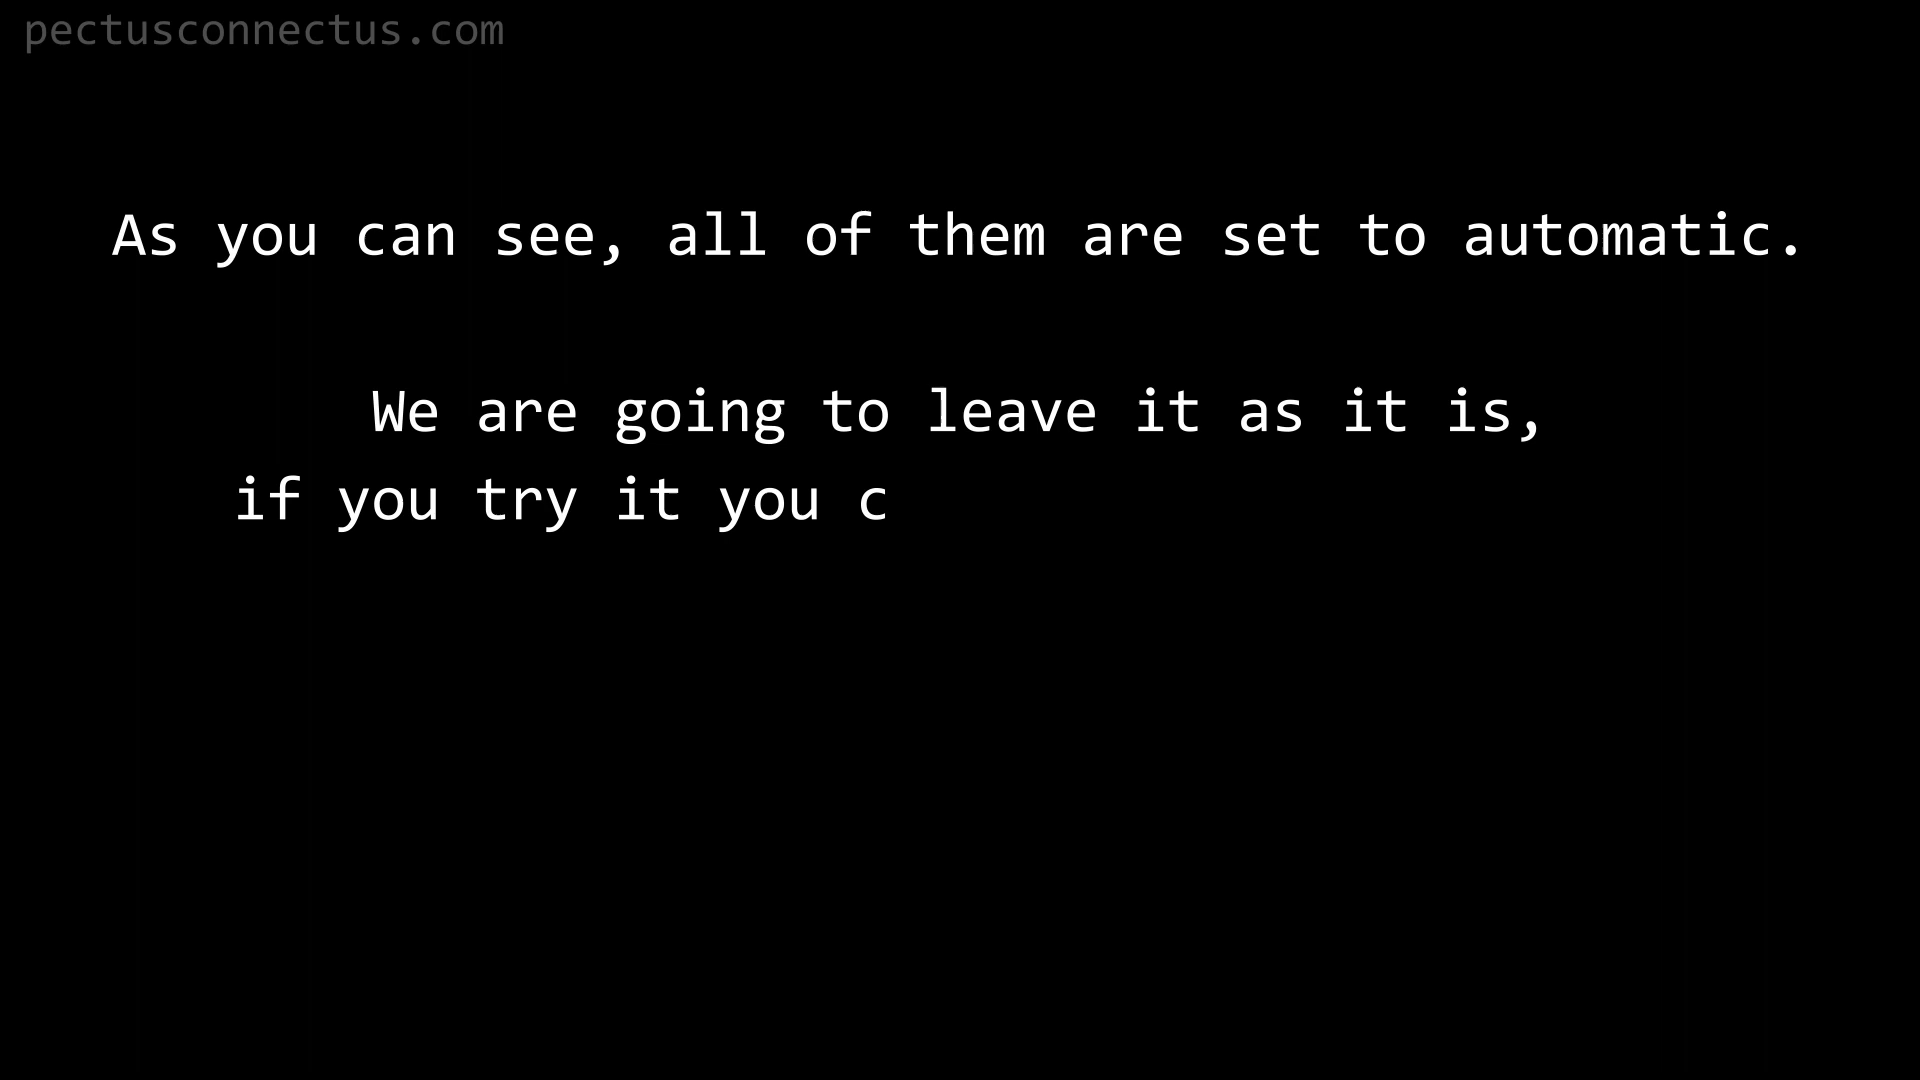 pectusconnectus.com
As you can see, all of them are set to automatic.
We are going to leave it as it is,
if you try it you c